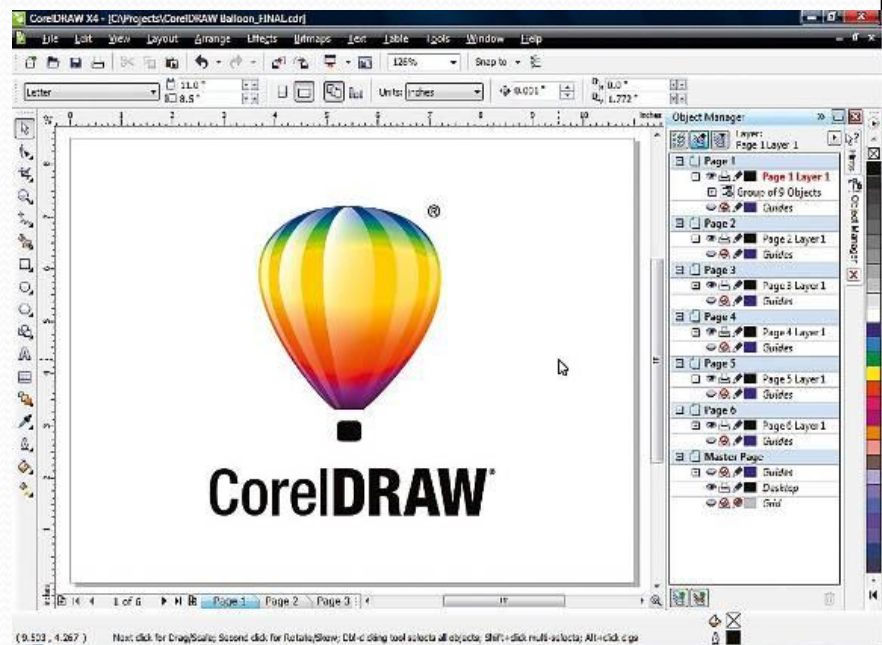 CorelDRAW X4 - [C:\Projects\CorelDRAW Balloon_FINAL.cdr]
File Edit View Layout Arrange Effects Bitmaps Text Table Tools Window Help
126% Snap to
Letter 11.0 " 8.5 " Units: inches 0.001 " 0.0 " 1.772 "
inches
Object Manager
Layer:
Page 1 Layer 1
Page 1
Page 1 Layer 1
Group of 9 Objects
Guides
Page 2
Page 2 Layer 1
Guides
Page 3
Page 3 Layer 1
Guides
Page 4
Page 4 Layer 1
Guides
Page 5
Page 5 Layer 1
Guides
Page 6
Page 6 Layer 1
Guides
Master Page
Guides
Desktop
Grid
Hints
Object Manager
®
CorelDRAW®
1 of 6 Page 1 Page 2 Page 3
(9.503 , 4.267 ) Next click for Drag/Scale; Second click for Rotate/Skew; Dbl-clicking tool selects all objects; Shift+click multi-selects; Alt+click digs